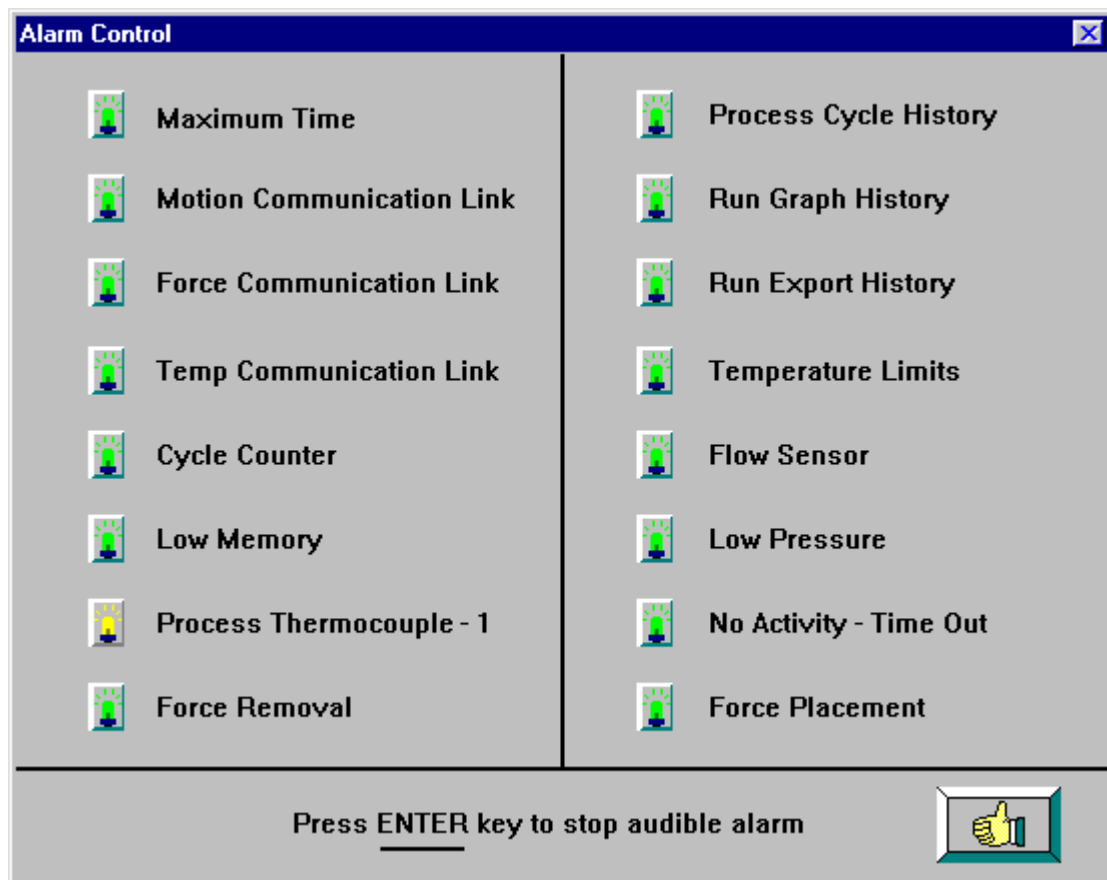 Alarm Control
Maximum Time
Motion Communication Link
Force Communication Link
Temp Communication Link
Cycle Counter
Low Memory
Process Thermocouple - 1
Force Removal
Process Cycle History
Run Graph History
Run Export History
Temperature Limits
Flow Sensor
Low Pressure
No Activity - Time Out
Force Placement
Press ENTER key to stop audible alarm